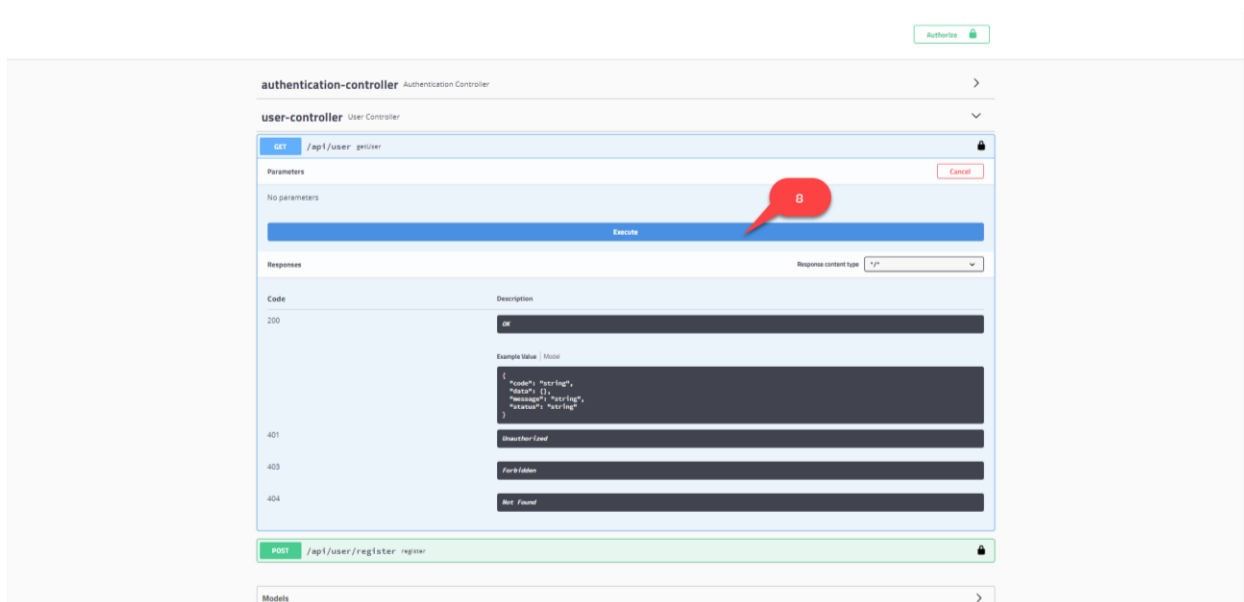 Authorize
authentication-controller Authentication Controller
user-controller User Controller
GET /api/user getUser
Parameters
Cancel
No parameters
8
Execute
Responses
Response content type */*
Code Description
200
OK
Example Value Model
{
"code": "string",
"data": {},
"message": "string",
"status": "string"
}
401
Unauthorized
403
Forbidden
404
Not Found
POST /api/user/register register
Models